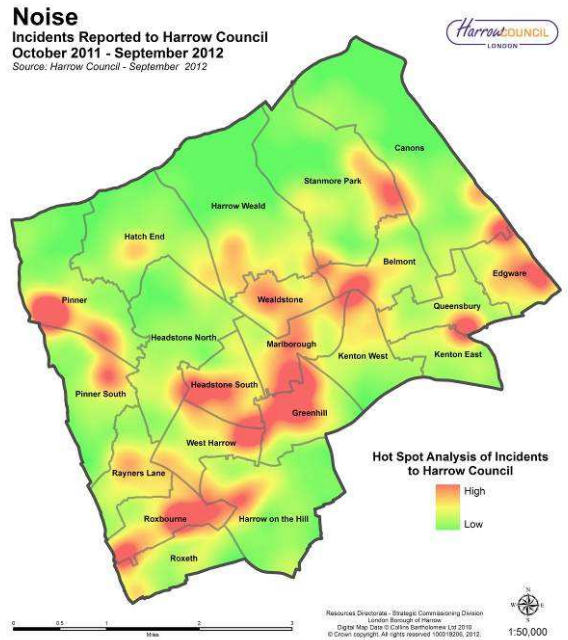 Noise
Incidents Reported to Harrow Council
October 2011 - September 2012
Source: Harrow Council - September 2012
HarrowCOUNCIL
LONDON
Canons
Stanmore Park
Harrow Weald
Hatch End
Belmont
Edgware
Pinner
Wealdstone
Queensbury
Headstone North
Marlborough
Kenton West
Kenton East
Pinner South
Headstone South
Greenhill
West Harrow
Rayners Lane
Roxbourne
Harrow on the Hill
Roxeth
Hot Spot Analysis of Incidents
to Harrow Council
High
Low
N
W E
S
0 0.5 1 2 3
Miles
Resources Directorate - Strategic Commissioning Division
London Borough of Harrow
Digital Map Data © Collins Bartholomew Ltd 2010
© Crown copyright. All rights reserved 100019206, 2012.
1:50,000